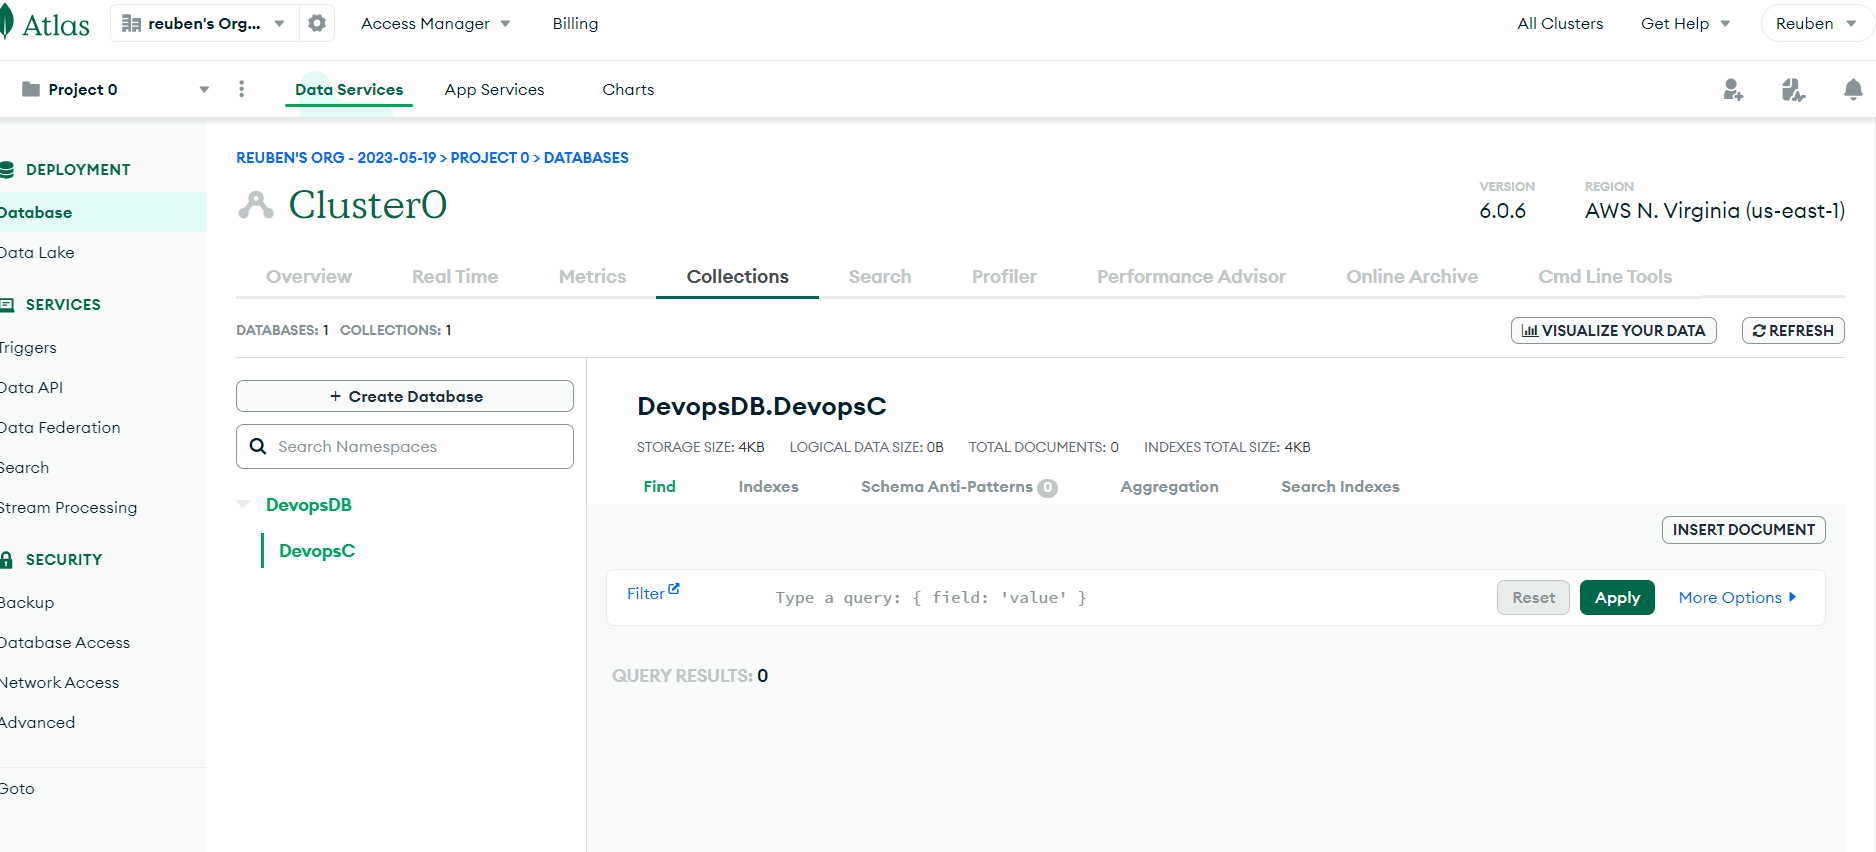 Atlas
reuben's Org...
Access Manager
Billing
All Clusters
Get Help
Reuben
Project 0
Data Services
App Services
Charts
DEPLOYMENT
Database
Data Lake
SERVICES
Triggers
Data API
Data Federation
Search
Stream Processing
SECURITY
Backup
Database Access
Network Access
Advanced
Goto
REUBEN'S ORG - 2023-05-19 > PROJECT 0 > DATABASES
Cluster0
VERSION
6.0.6
REGION
AWS N. Virginia (us-east-1)
Overview
Real Time
Metrics
Collections
Search
Profiler
Performance Advisor
Online Archive
Cmd Line Tools
DATABASES: 1 COLLECTIONS: 1
VISUALIZE YOUR DATA
REFRESH
+ Create Database
Search Namespaces
DevopsDB
DevopsC
DevopsDB.DevopsC
STORAGE SIZE: 4KB LOGICAL DATA SIZE: 0B TOTAL DOCUMENTS: 0 INDEXES TOTAL SIZE: 4KB
Find
Indexes
Schema Anti-Patterns 0
Aggregation
Search Indexes
INSERT DOCUMENT
Filter
Type a query: { field: 'value' }
Reset
Apply
More Options
QUERY RESULTS: 0